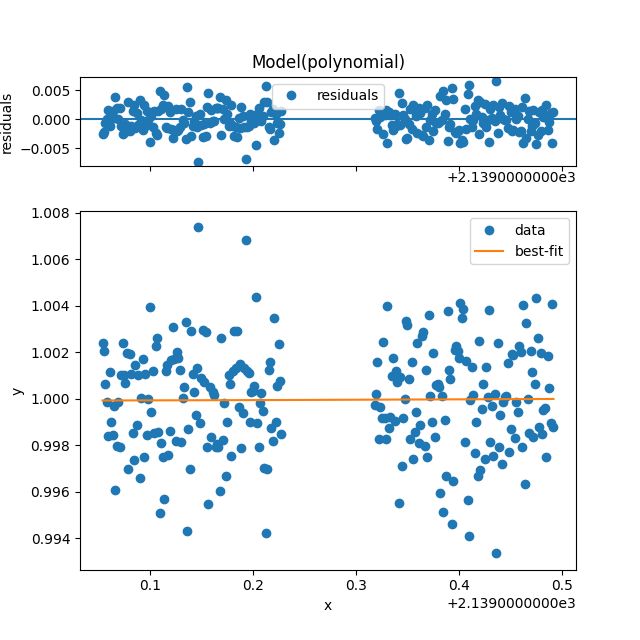 Model(polynomial)
residuals
0.005
0.000
−0.005
residuals
+2.1390000000e3
1.008
1.006
1.004
1.002
1.000
0.998
0.996
0.994
y
data
best-fit
0.1 0.2 0.3 0.4 0.5
x
+2.1390000000e3